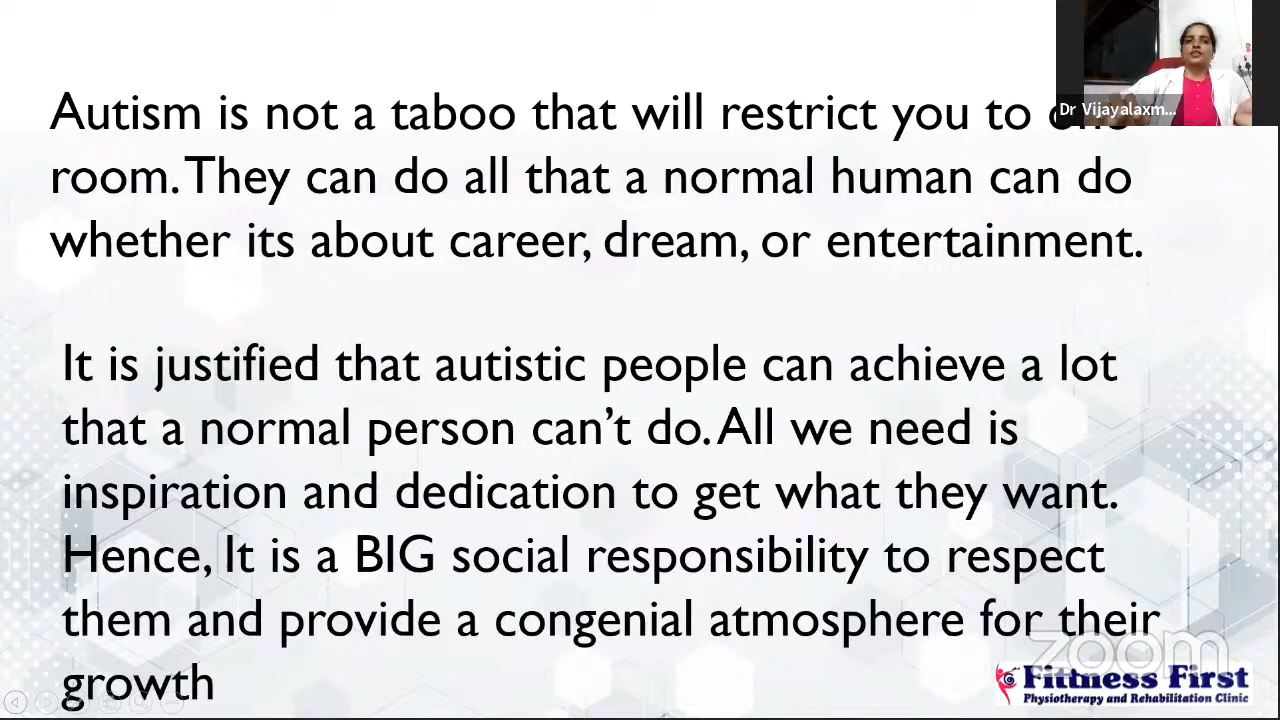 Dr Vijayalaxm...
Autism is not a taboo that will restrict you to one
room. They can do all that a normal human can do
whether its about career, dream, or entertainment.
It is justified that autistic people can achieve a lot
that a normal person can't do. All we need is
inspiration and dedication to get what they want.
Hence, It is a BIG social responsibility to respect
them and provide a congenial atmosphere for their
growth
zoom
Fittness First
Physiotherapy and Rehabilitation Clinic